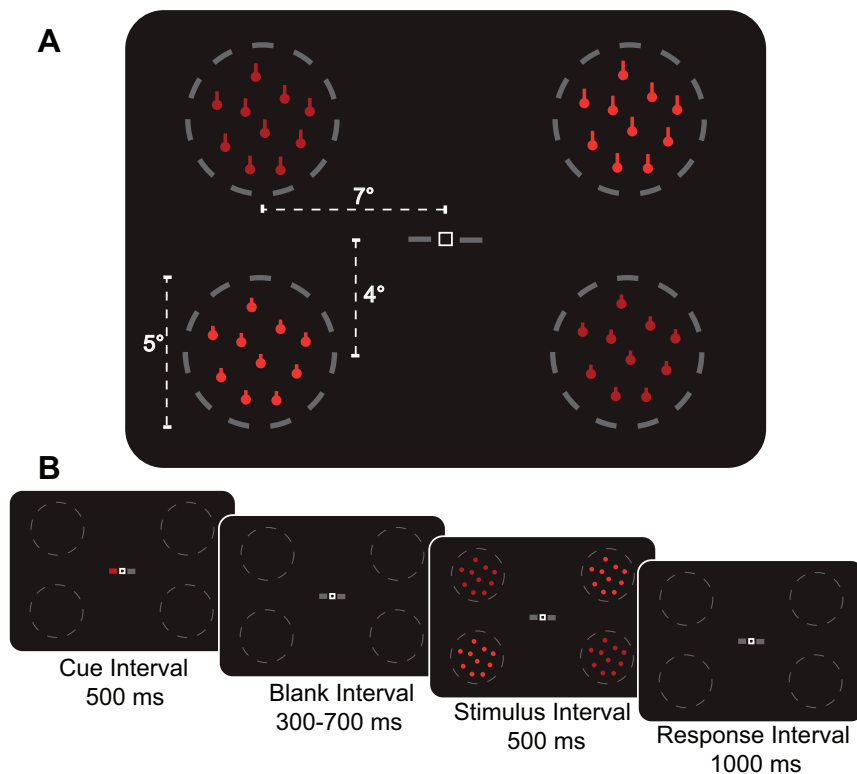 A
7°
4°
5°
B
Cue Interval
500 ms
Blank Interval
300-700 ms
Stimulus Interval
500 ms
Response Interval
1000 ms